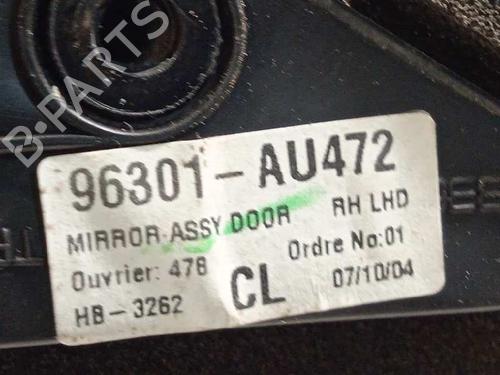 B-PARTS
96301-AU472
MIRROR ASSY DOOR RH LHD
Ouvrier: 478 Ordre No:01
HB-3262 CL 07/10/04